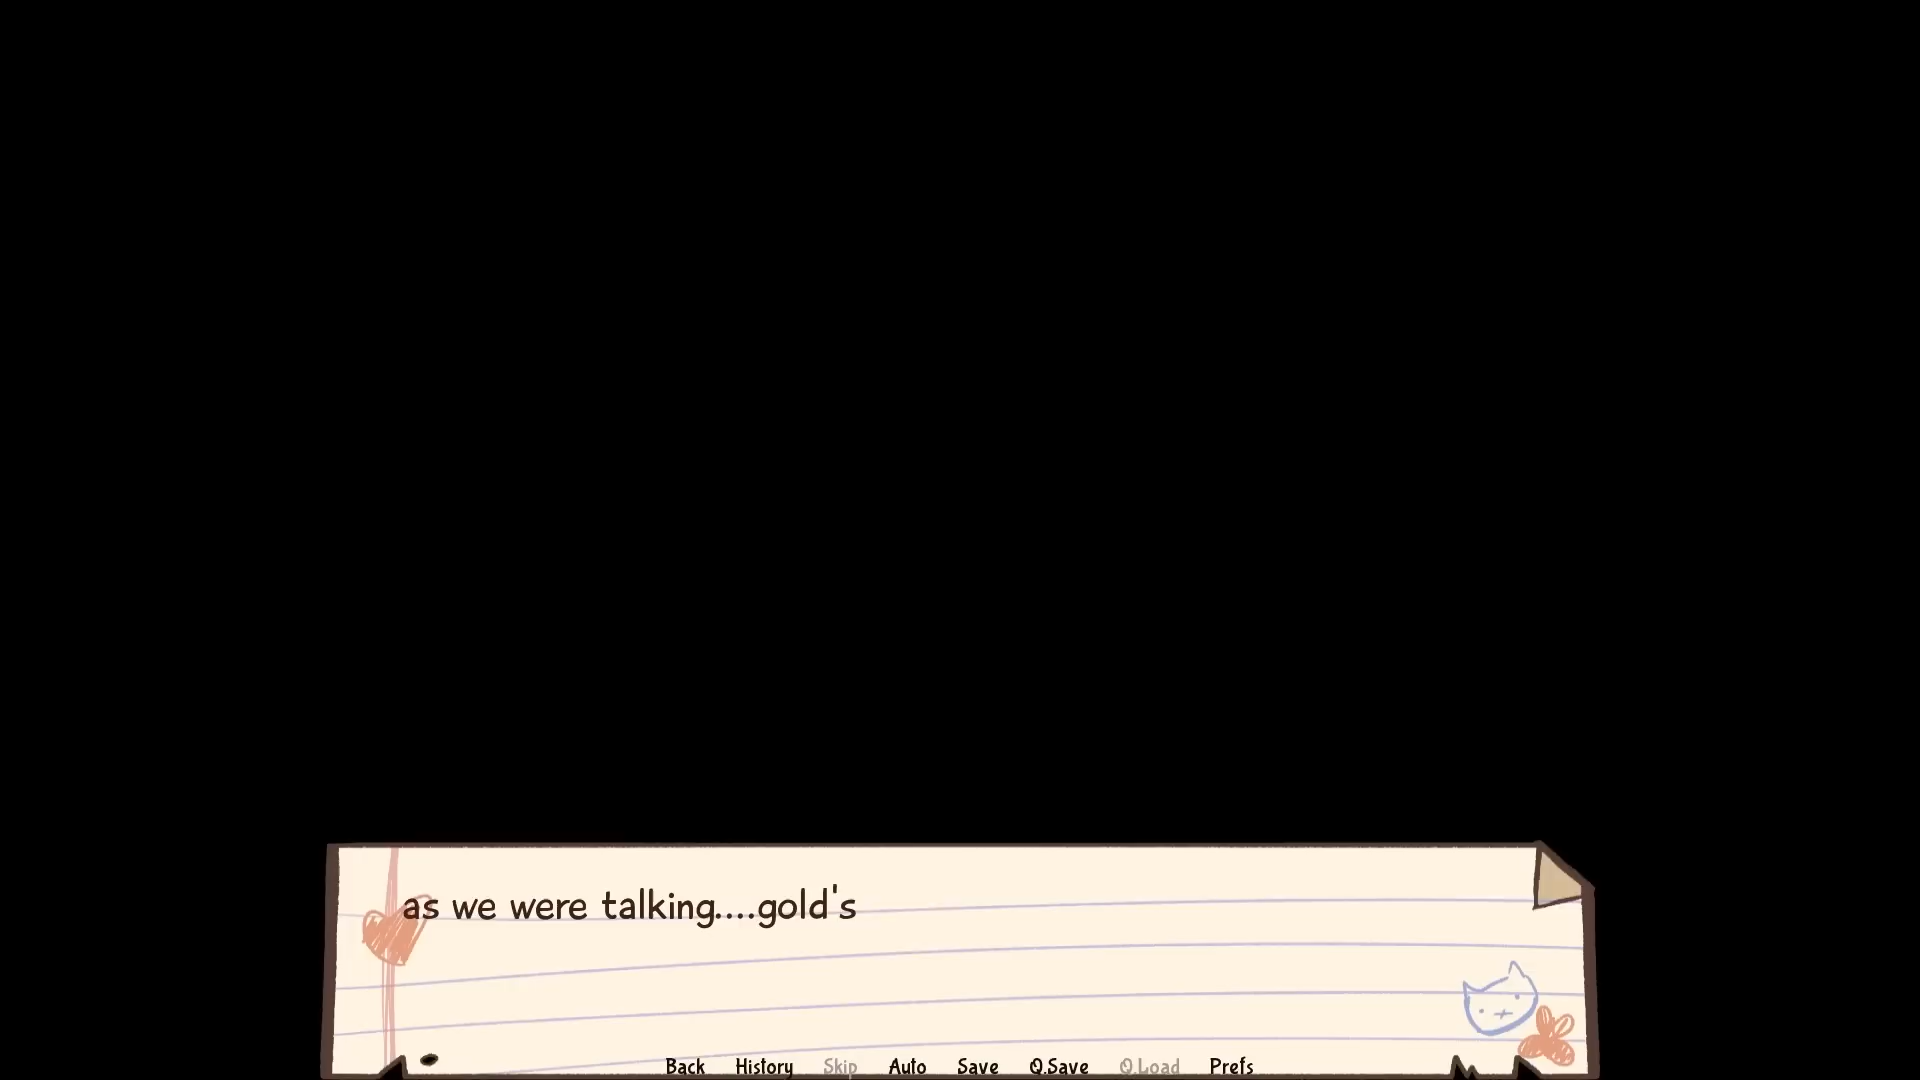 as we were talking....gold's
Back History Skip Auto Save Q.Save Q.Load Prefs